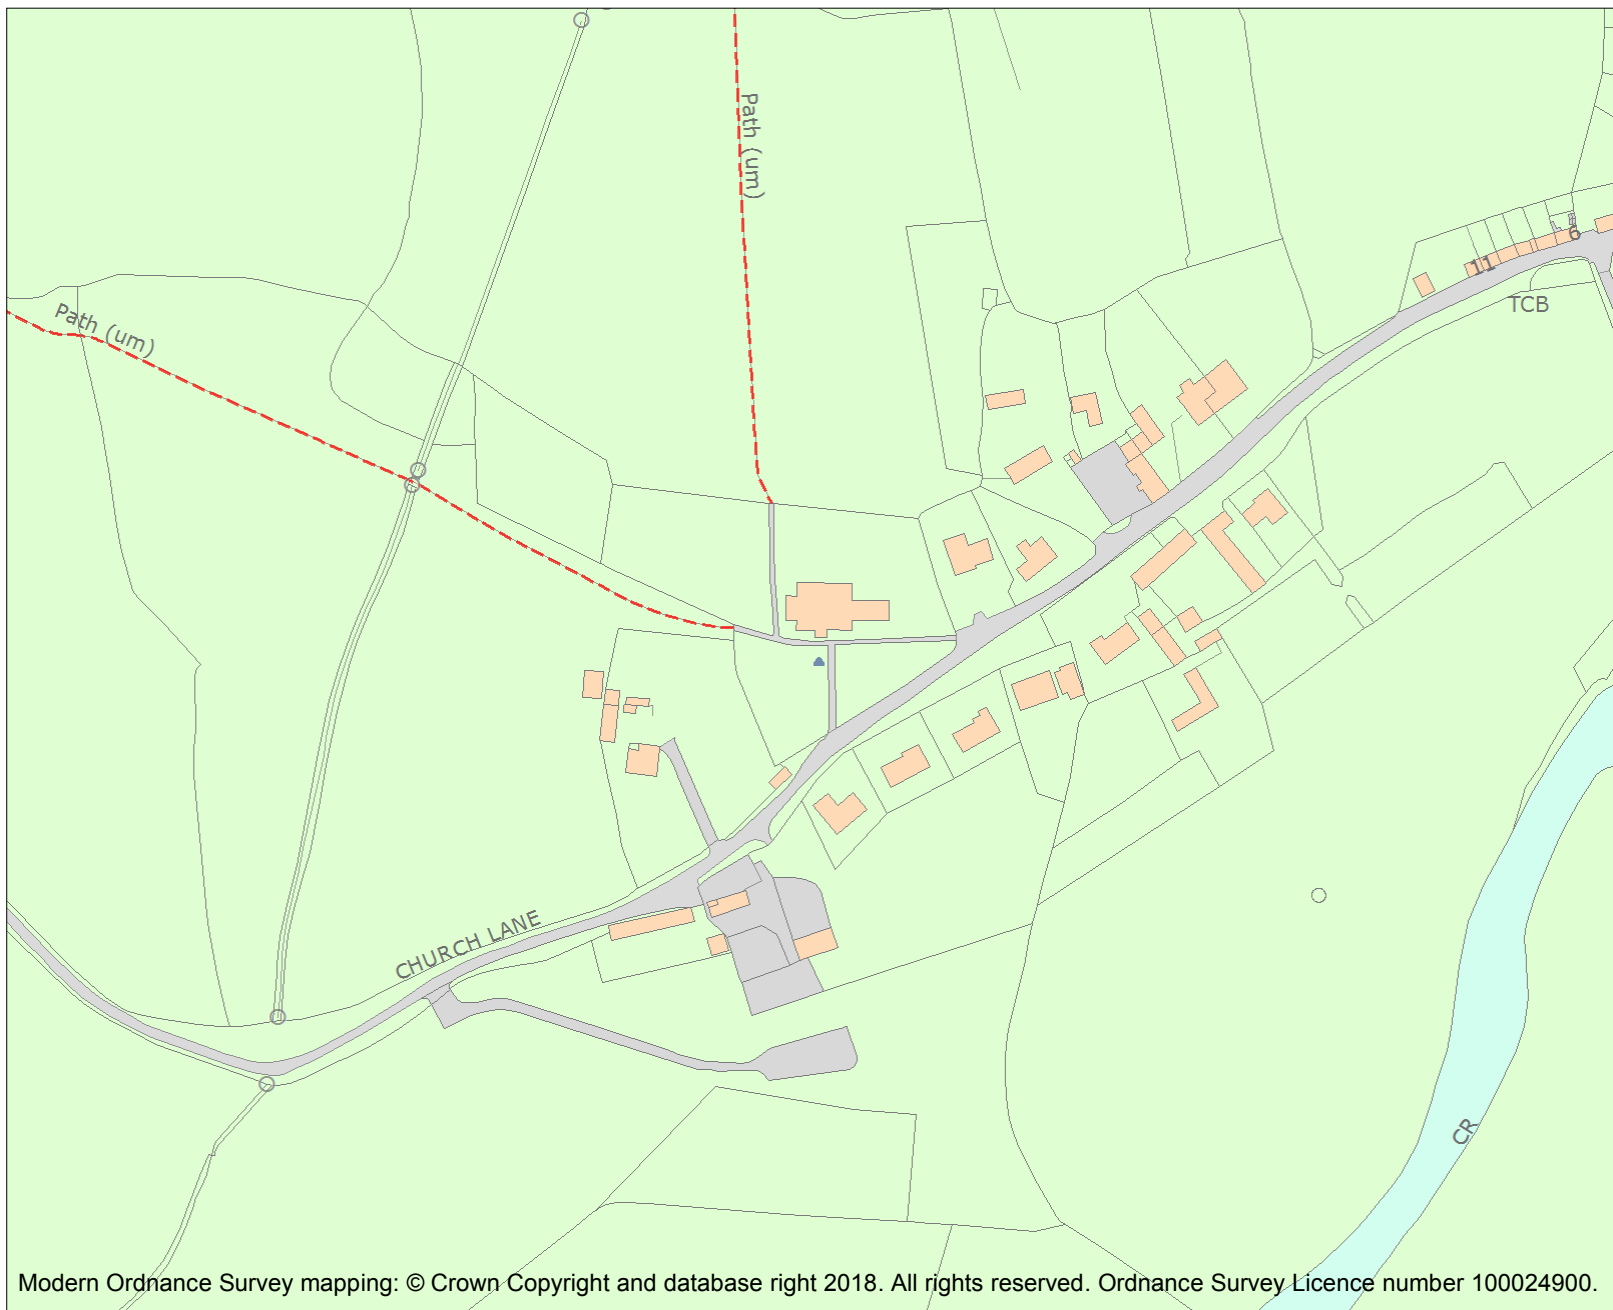 Path (um)
6
11
TCB
Path (um)
CHURCH LANE
CR
Modern Ordnance Survey mapping: © Crown Copyright and database right 2018. All rights reserved. Ordnance Survey Licence number 100024900.